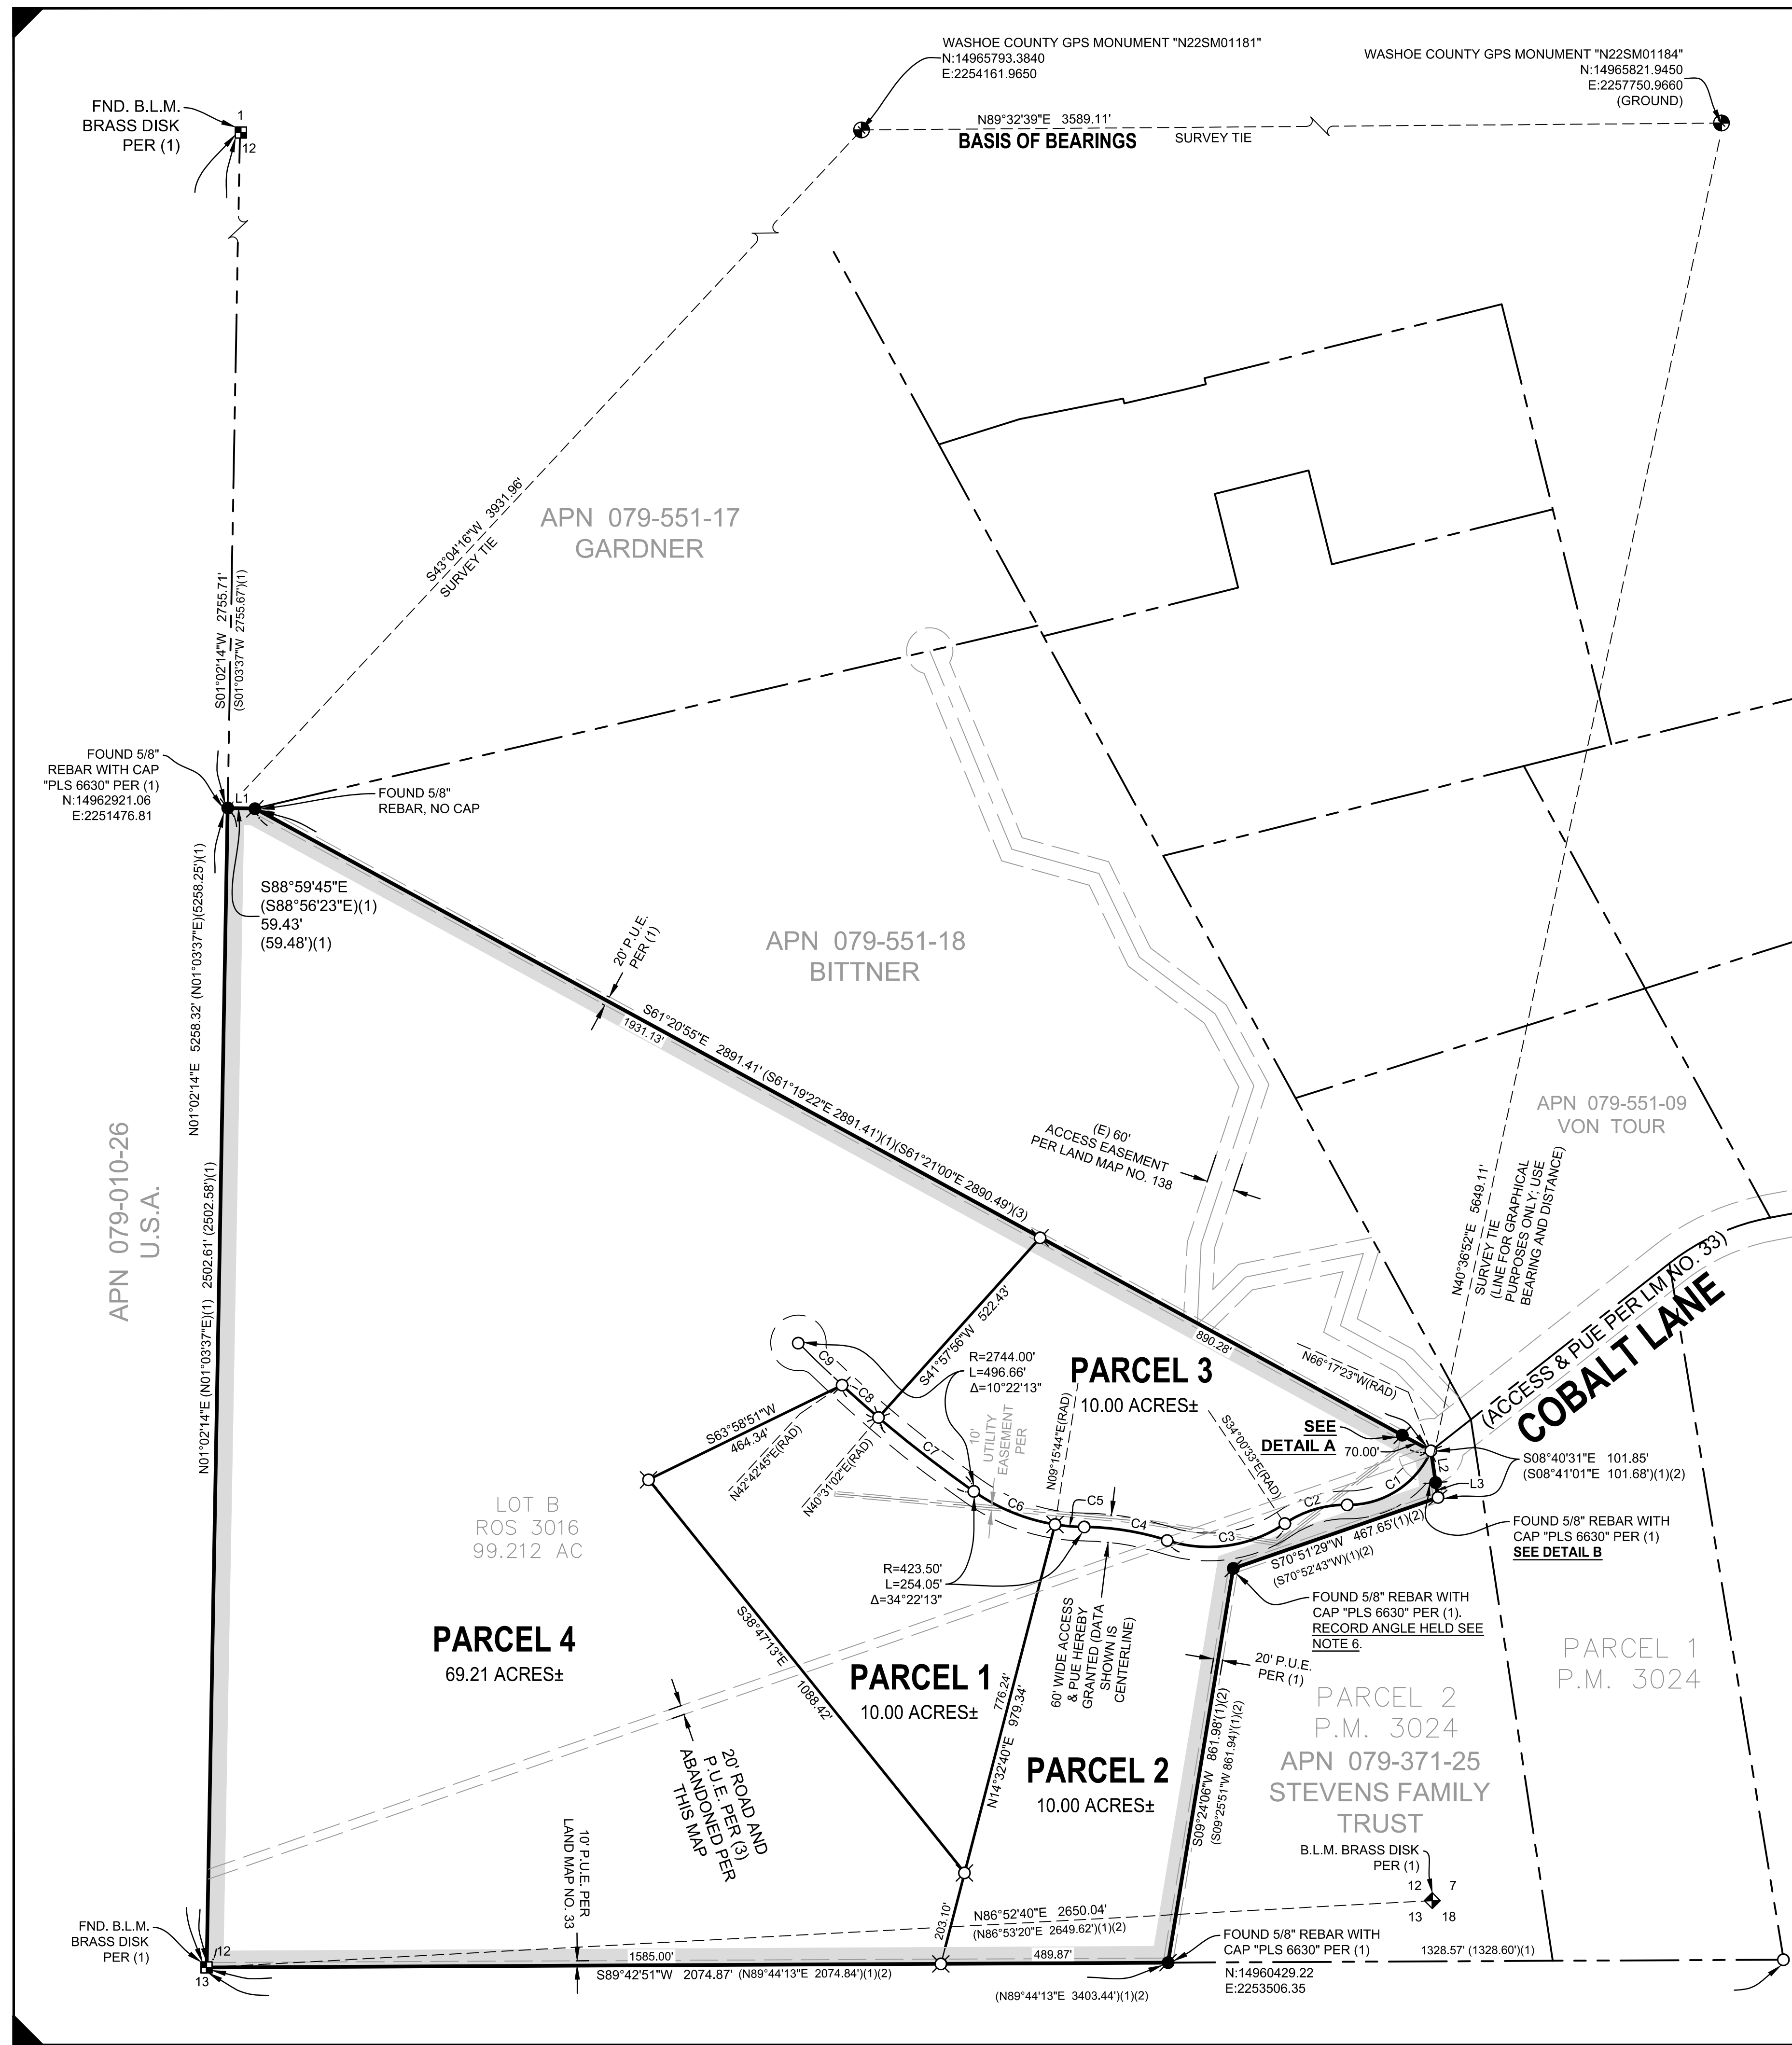 WASHOE COUNTY GPS MONUMENT "N22SM01181"
N:14965793.3840
E:2254161.9650
WASHOE COUNTY GPS MONUMENT "N22SM01184"
N:14965821.9450
E:2257750.9660
(GROUND)
FND. B.L.M.
BRASS DISK
PER (1)
1
12
N89°32'39"E 3589.11'
BASIS OF BEARINGS
SURVEY TIE
S43°04'16"W 3931.96'
SURVEY TIE
APN 079-551-17
GARDNER
S01°02'14"W 2755.71'
(S01°03'37"W 2755.67')(1)
FOUND 5/8"
REBAR WITH CAP
"PLS 6630" PER (1)
N:14962921.06
E:2251476.81
L1
FOUND 5/8"
REBAR, NO CAP
S88°59'45"E
(S88°56'23"E)(1)
59.43'
(59.48')(1)
N01°02'14"E 5258.32' (N01°03'37"E)(5258.25')(1)
20' P.U.E.
PER (1)
APN 079-551-18
BITTNER
S61°20'55"E 2891.41' (S61°19'22"E 2891.41')(1)(S61°21'00"E 2890.49')(3)
1931.13'
(E) 60'
ACCESS EASEMENT
PER LAND MAP NO. 138
APN 079-551-09
VON TOUR
N40°36'52"E 5649.11'
SURVEY TIE
(LINE FOR GRAPHICAL
PURPOSES ONLY; USE
BEARING AND DISTANCE)
APN 079-010-26
U.S.A.
N01°02'14"E (N01°03'37"E)(1) 2502.61' (2502.58')(1)
(ACCESS & PUE PER LM NO. 33)
COBALT LANE
890.28'
N66°17'23"W(RAD)
S41°57'56"W 522.43'
R=2744.00'
L=496.66'
Δ=10°22'13"
PARCEL 3
10.00 ACRES±
C9
C8
C7
10'
UTILITY
EASEMENT
PER
N09°15'44"E(RAD)
S34°00'33"E(RAD)
SEE
DETAIL A
70.00'
S08°40'31"E 101.85'
(S08°41'01"E 101.68')(1)(2)
L2
L3
C1
C2
C3
C4
C5
C6
S63°58'51"W
464.34'
N42°42'45"E(RAD)
N40°31'02"E(RAD)
LOT B
ROS 3016
99.212 AC
467.65'(1)(2)
S70°51'29"W
(S70°52'43"W)(1)(2)
FOUND 5/8" REBAR WITH
CAP "PLS 6630" PER (1)
SEE DETAIL B
R=423.50'
L=254.05'
Δ=34°22'13"
FOUND 5/8" REBAR WITH
CAP "PLS 6630" PER (1).
RECORD ANGLE HELD SEE
NOTE 6.
S38°47'13"E 1088.42'
PARCEL 4
69.21 ACRES±
PARCEL 1
10.00 ACRES±
776.24'
N14°32'40"E 979.34'
60' WIDE ACCESS
& PUE HEREBY
GRANTED (DATA
SHOWN IS
CENTERLINE)
20' P.U.E.
PER (1)
PARCEL 1
P.M. 3024
PARCEL 2
P.M. 3024
APN 079-371-25
STEVENS FAMILY
TRUST
S09°24'06"W 861.98'(1)(2)
(S09°25'51"W 861.94')(1)(2)
20' ROAD AND
P.U.E. PER (3)
ABANDONED PER
THIS MAP
PARCEL 2
10.00 ACRES±
10' P.U.E. PER
LAND MAP NO. 33
B.L.M. BRASS DISK
PER (1)
12 7
13 18
FND. B.L.M.
BRASS DISK
PER (1)
12
13
203.10'
N86°52'40"E 2650.04'
(N86°53'20"E 2649.62')(1)(2)
1585.00'
489.87'
S89°42'51"W 2074.87' (N89°44'13"E 2074.84')(1)(2)
FOUND 5/8" REBAR WITH
CAP "PLS 6630" PER (1)
N:14960429.22
E:2253506.35
1328.57' (1328.60')(1)
(N89°44'13"E 3403.44')(1)(2)